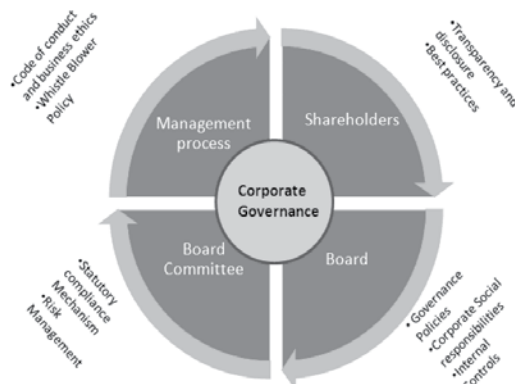 •Code of conduct
and business ethics
•Whistle Blower
Policy
•Transparency and
disclosure
•Best practices
Management
process
Shareholders
Corporate
Governance
Board
Committee
Board
•Statutory
compliance
Mechanism
•Risk
Management
•Governance
Policies
•Corporate Social
responsibilities
•Internal